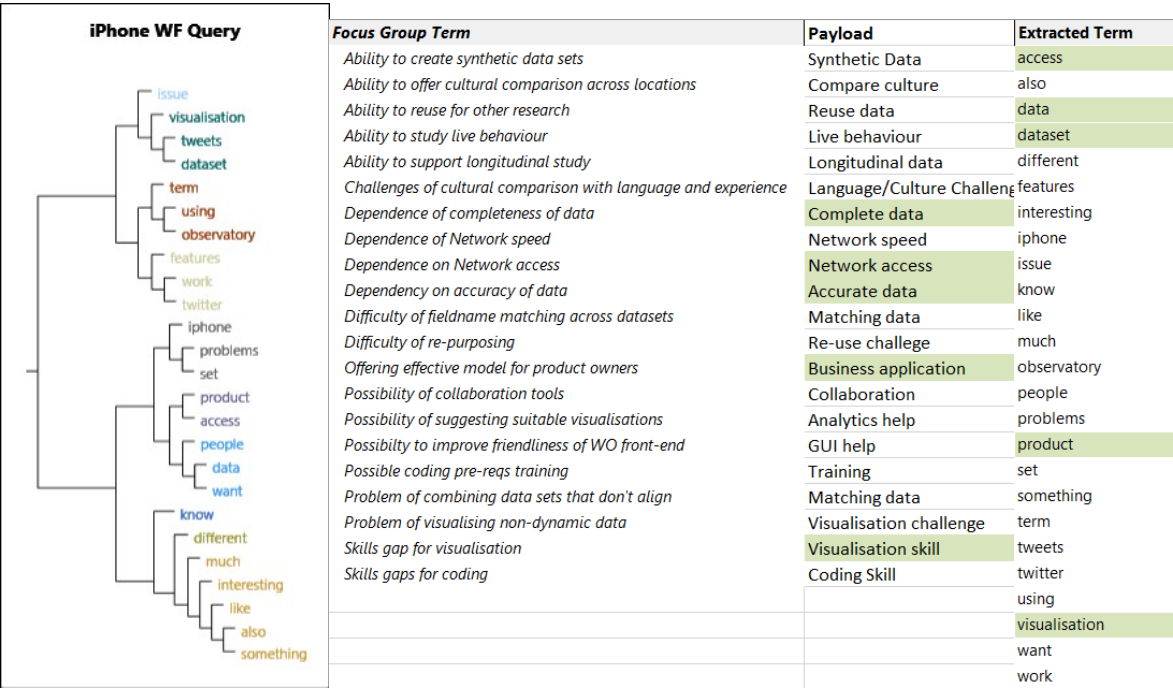 iPhone WF Query
issue
visualisation
tweets
dataset
term
using
observatory
features
work
twitter
iphone
problems
set
product
access
people
data
want
know
different
much
interesting
like
also
something
Focus Group Term Payload Extracted Term
Ability to create synthetic data sets Synthetic Data access
Ability to offer cultural comparison across locations Compare culture also
Ability to reuse for other research Reuse data data
Ability to study live behaviour Live behaviour dataset
Ability to support longitudinal study Longitudinal data different
Challenges of cultural comparison with language and experience Language/Culture Challeng features
Dependence of completeness of data Complete data interesting
Dependence of Network speed Network speed iphone
Dependence on Network access Network access issue
Dependency on accuracy of data Accurate data know
Difficulty of fieldname matching across datasets Matching data like
Difficulty of re-purposing Re-use challege much
Offering effective model for product owners Business application observatory
Possibility of collaboration tools Collaboration people
Possibility of suggesting suitable visualisations Analytics help problems
Possibilty to improve friendliness of WO front-end GUI help product
Possible coding pre-reqs training Training set
Problem of combining data sets that don't align Matching data something
Problem of visualising non-dynamic data Visualisation challenge term
Skills gap for visualisation Visualisation skill tweets
Skills gaps for coding Coding Skill twitter
using
visualisation
want
work